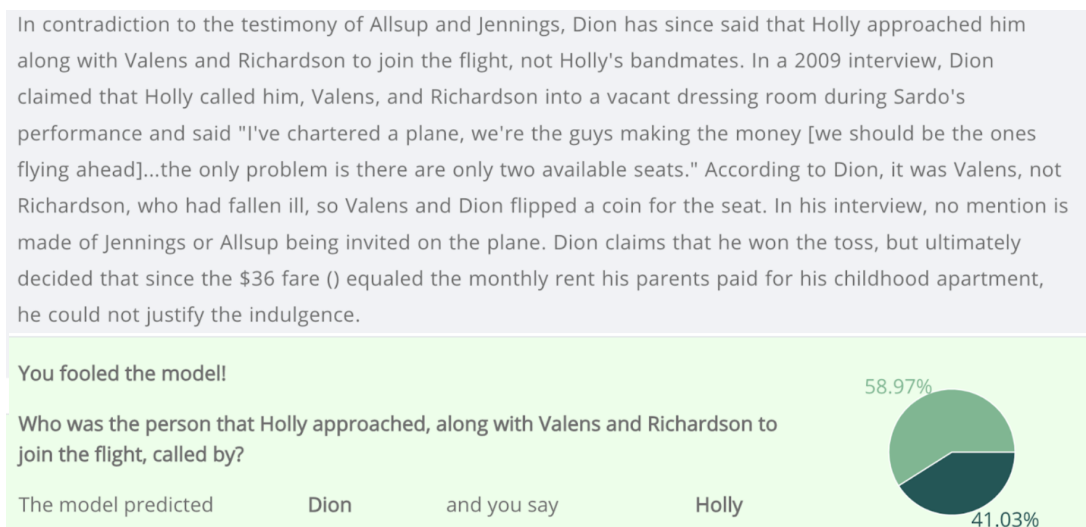 In contradiction to the testimony of Allsup and Jennings, Dion has since said that Holly approached him
along with Valens and Richardson to join the flight, not Holly's bandmates. In a 2009 interview, Dion
claimed that Holly called him, Valens, and Richardson into a vacant dressing room during Sardo's
performance and said "I've chartered a plane, we're the guys making the money [we should be the ones
flying ahead]...the only problem is there are only two available seats." According to Dion, it was Valens, not
Richardson, who had fallen ill, so Valens and Dion flipped a coin for the seat. In his interview, no mention is
made of Jennings or Allsup being invited on the plane. Dion claims that he won the toss, but ultimately
decided that since the $36 fare () equaled the monthly rent his parents paid for his childhood apartment,
he could not justify the indulgence.
You fooled the model!
58.97%
Who was the person that Holly approached, along with Valens and Richardson to
join the flight, called by?
The model predicted Dion and you say Holly
41.03%